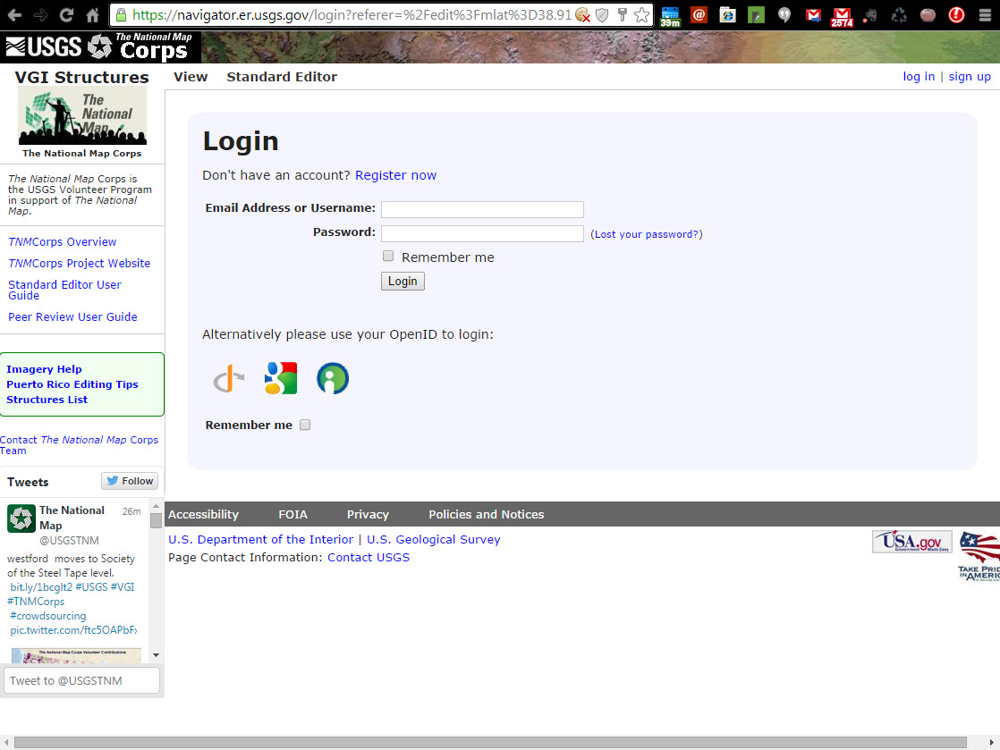 https://navigator.er.usgs.gov/login?referer=%2Fedit%3Fmlat%3D38.91
39m
2574
USGS
The National Map
Corps
VGI Structures
The
National
Map
The National Map Corps
View
Standard Editor
log in | sign up
The National Map Corps is
the USGS Volunteer Program
in support of The National
Map.
TNMCorps Overview
TNMCorps Project Website
Standard Editor User
Guide
Peer Review User Guide
Imagery Help
Puerto Rico Editing Tips
Structures List
Contact The National Map Corps
Team
Login
Don't have an account? Register now
Email Address or Username:
Password:
(Lost your password?)
Remember me
Login
Alternatively please use your OpenID to login:
Remember me
Tweets
Follow
The National
Map
26m
@USGSTNM
westford moves to Society
of the Steel Tape level.
bit.ly/1bcglt2 #USGS #VGI
#TNMCorps
#crowdsourcing
The National Map Corps Volunteer Contributions
Tweet to @USGSTNM
Accessibility
FOIA
Privacy
Policies and Notices
U.S. Department of the Interior | U.S. Geological Survey
Page Contact Information: Contact USGS
USA.gov
Government Made Easy
TAKE PRID
IN AMERIC